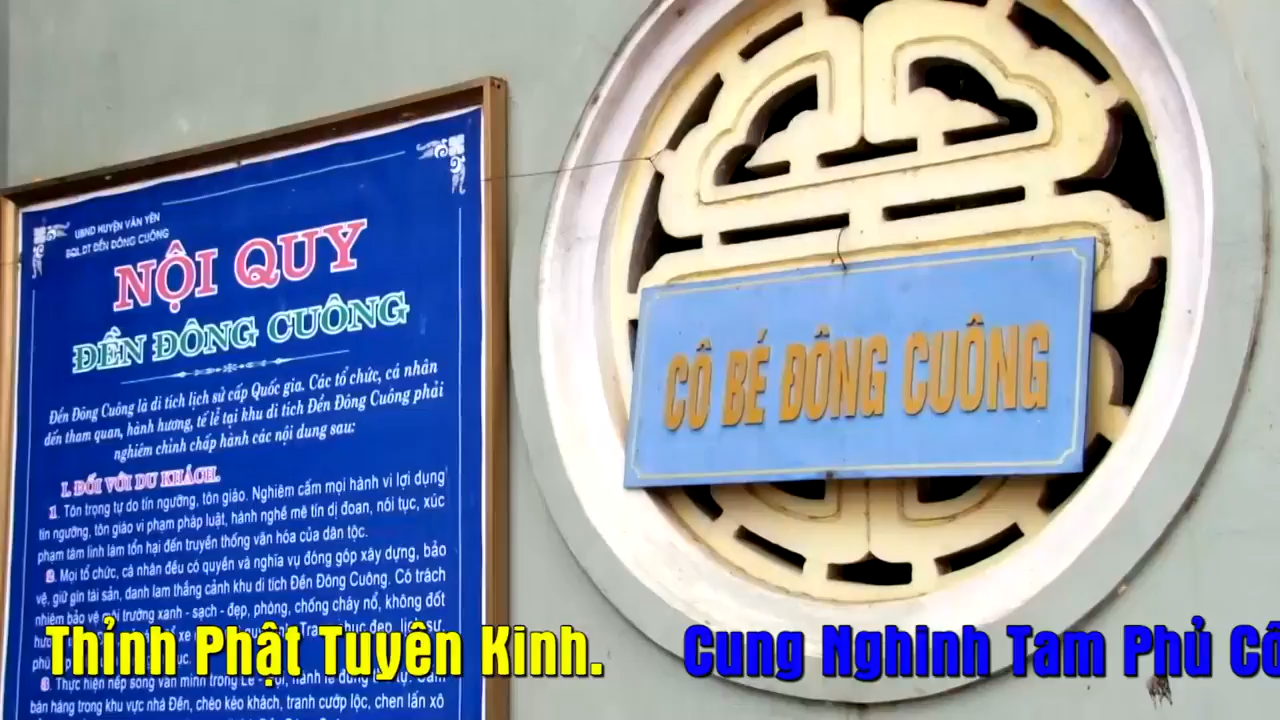 UBND HUYỆN VĂN YÊN
BQL.DT ĐỀN ĐÔNG CUÔNG
NỘI QUY
ĐỀN ĐÔNG CUÔNG
Đền Đông Cuông là di tích lịch sử cấp Quốc gia. Các tổ chức, cá nhân
đến tham quan, hành hương, tế lễ tại khu di tích Đền Đông Cuông phải
nghiêm chỉnh chấp hành các nội dung sau:
I. ĐỐI VỚI DU KHÁCH.
1. Tôn trọng tự do tín ngưỡng, tôn giáo. Nghiêm cấm mọi hành vi lợi dụng
tín ngưỡng, tôn giáo vi phạm pháp luật, hành nghề mê tín dị đoan, nói tục, xúc
phạm tâm linh làm tổn hại đến truyền thống văn hóa của dân tộc.
2. Mọi tổ chức, cá nhân đều có quyền và nghĩa vụ đóng góp xây dựng, bảo
vệ, giữ gìn tài sản, danh lam thắng cảnh khu di tích Đền Đông Cuông. Có trách
nhiệm bảo vệ môi trường xanh - sạch - đẹp, phòng, chống cháy nổ, không đốt
3. Thực hiện nếp sống văn minh trong
bán hàng trong khu vực nhà Đền, chèo kéo khách, tranh cướp lộc, chen lấn xô
CÔ BÉ ĐÔNG CUÔNG
Thỉnh Phật Tuyên Kinh. Cung Nghinh Tam Phủ Cô